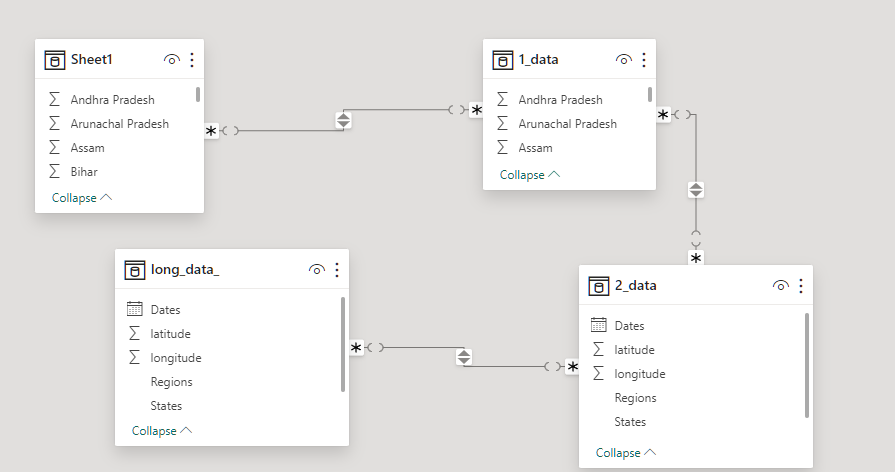 Sheet1
Andhra Pradesh
Arunachal Pradesh
Assam
Bihar
Collapse
1_data
Andhra Pradesh
Arunachal Pradesh
Assam
Collapse
long_data_
Dates
latitude
longitude
Regions
States
Collapse
2_data
Dates
latitude
longitude
Regions
States
Collapse